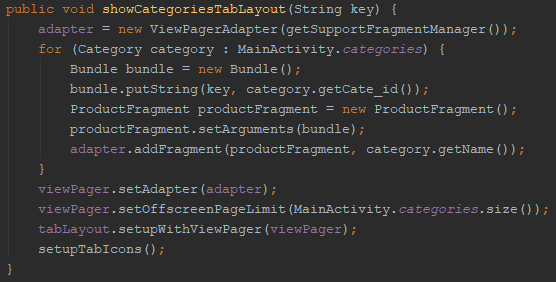 public void showCategoriesTabLayout(String key) {
    adapter = new ViewPagerAdapter(getSupportFragmentManager());
    for (Category category : MainActivity.categories) {
        Bundle bundle = new Bundle();
        bundle.putString(key, category.getCate_id());
        ProductFragment productFragment = new ProductFragment();
        productFragment.setArguments(bundle);
        adapter.addFragment(productFragment, category.getName());
    }
    viewPager.setAdapter(adapter);
    viewPager.setOffscreenPageLimit(MainActivity.categories.size());
    tabLayout.setupWithViewPager(viewPager);
    setupTabIcons();
}